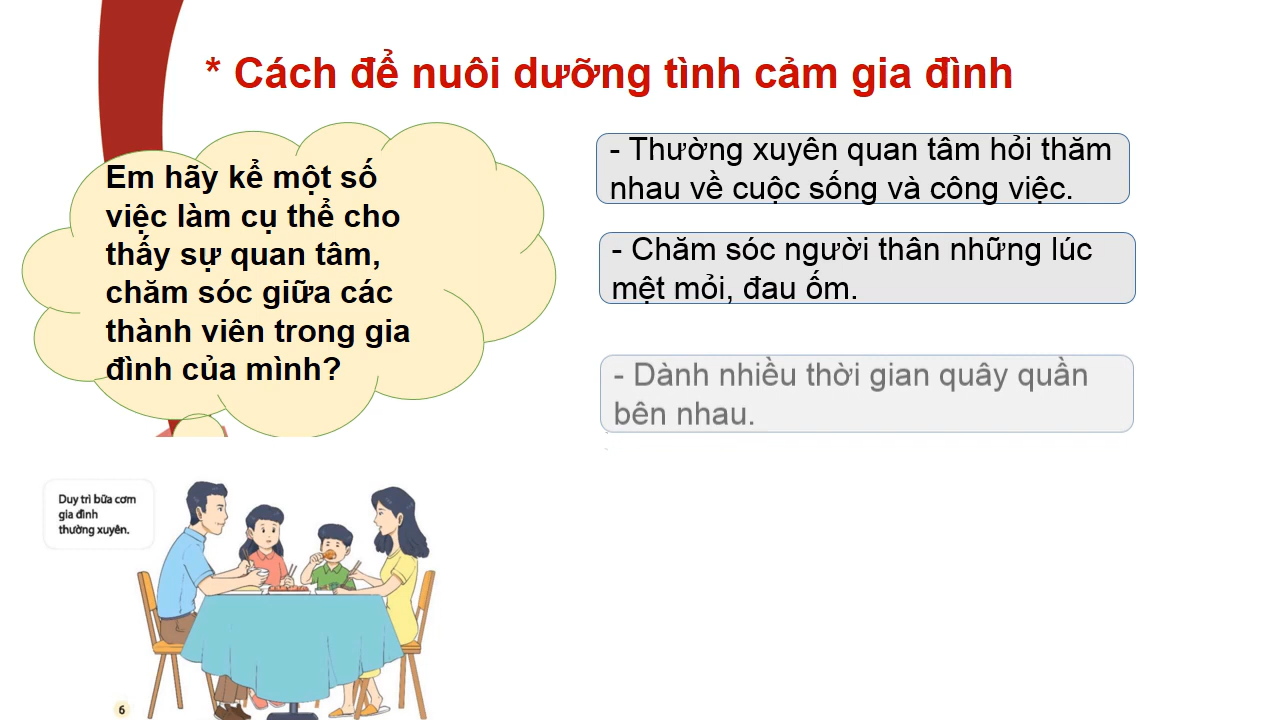 * Cách để nuôi dưỡng tình cảm gia đình
Em hãy kể một số
việc làm cụ thể cho
thấy sự quan tâm,
chăm sóc giữa các
thành viên trong gia
đình của mình?
- Thường xuyên quan tâm hỏi thăm
nhau về cuộc sống và công việc.
- Chăm sóc người thân những lúc
mệt mỏi, đau ốm.
- Dành nhiều thời gian quây quần
bên nhau.
Duy trì bữa cơm
gia đình
thường xuyên.
6